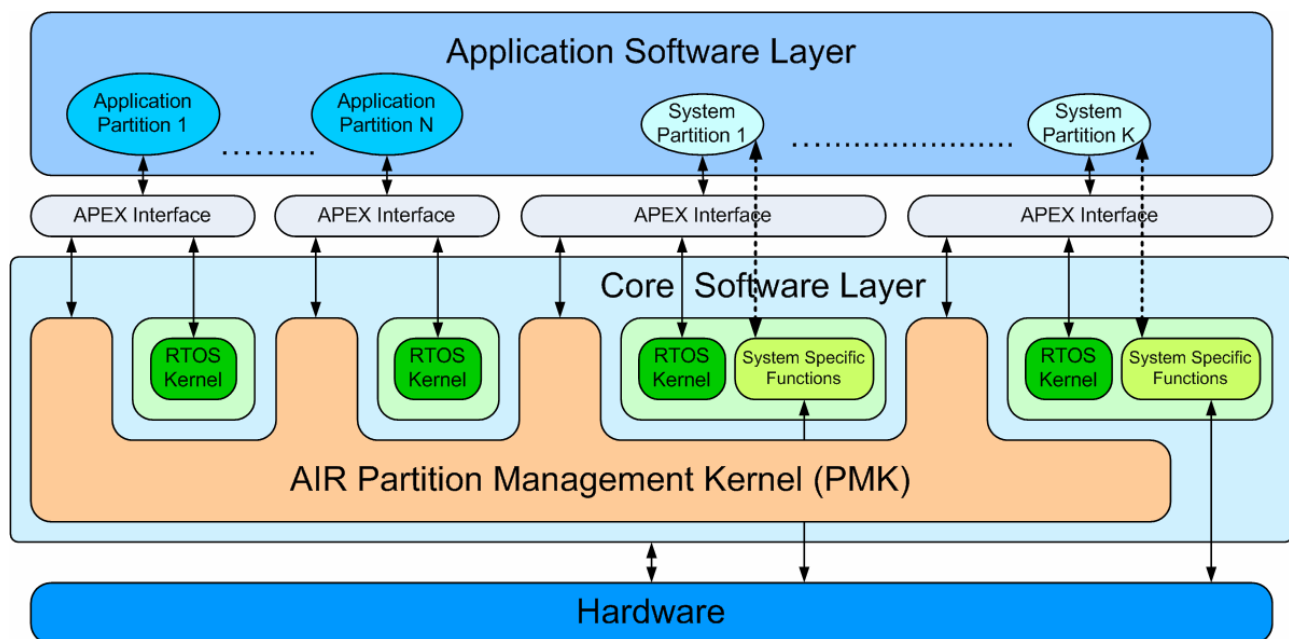 Application Software Layer
Application
Partition 1
Application
Partition N
System
Partition 1
System
Partition K
APEX Interface
APEX Interface
APEX Interface
APEX Interface
Core Software Layer
RTOS
Kernel
RTOS
Kernel
RTOS
Kernel
System Specific
Functions
RTOS
Kernel
System Specific
Functions
AIR Partition Management Kernel (PMK)
Hardware